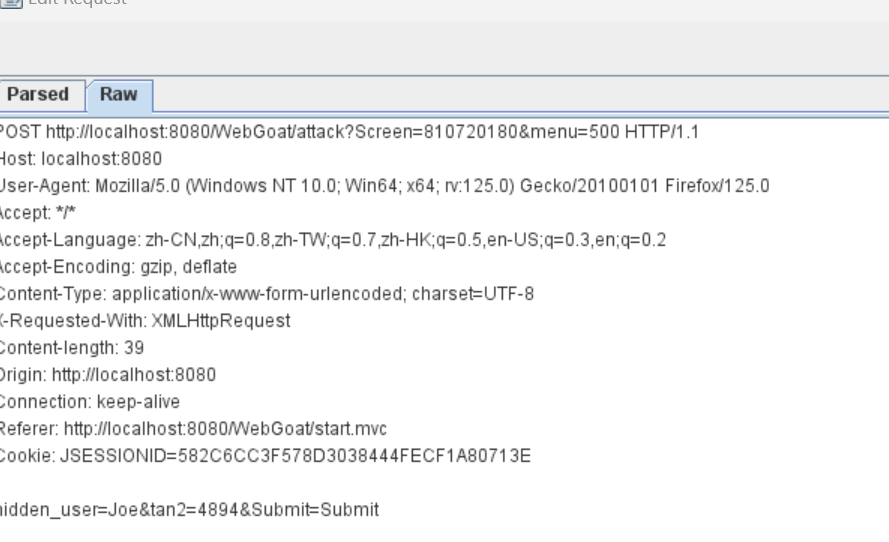 Edit Request
Parsed Raw
POST http://localhost:8080/WebGoat/attack?Screen=810720180&menu=500 HTTP/1.1
Host: localhost:8080
User-Agent: Mozilla/5.0 (Windows NT 10.0; Win64; x64; rv:125.0) Gecko/20100101 Firefox/125.0
Accept: */*
Accept-Language: zh-CN,zh;q=0.8,zh-TW;q=0.7,zh-HK;q=0.5,en-US;q=0.3,en;q=0.2
Accept-Encoding: gzip, deflate
Content-Type: application/x-www-form-urlencoded; charset=UTF-8
X-Requested-With: XMLHttpRequest
Content-length: 39
Origin: http://localhost:8080
Connection: keep-alive
Referer: http://localhost:8080/WebGoat/start.mvc
Cookie: JSESSIONID=582C6CC3F578D3038444FECF1A80713E
hidden_user=Joe&tan2=4894&Submit=Submit